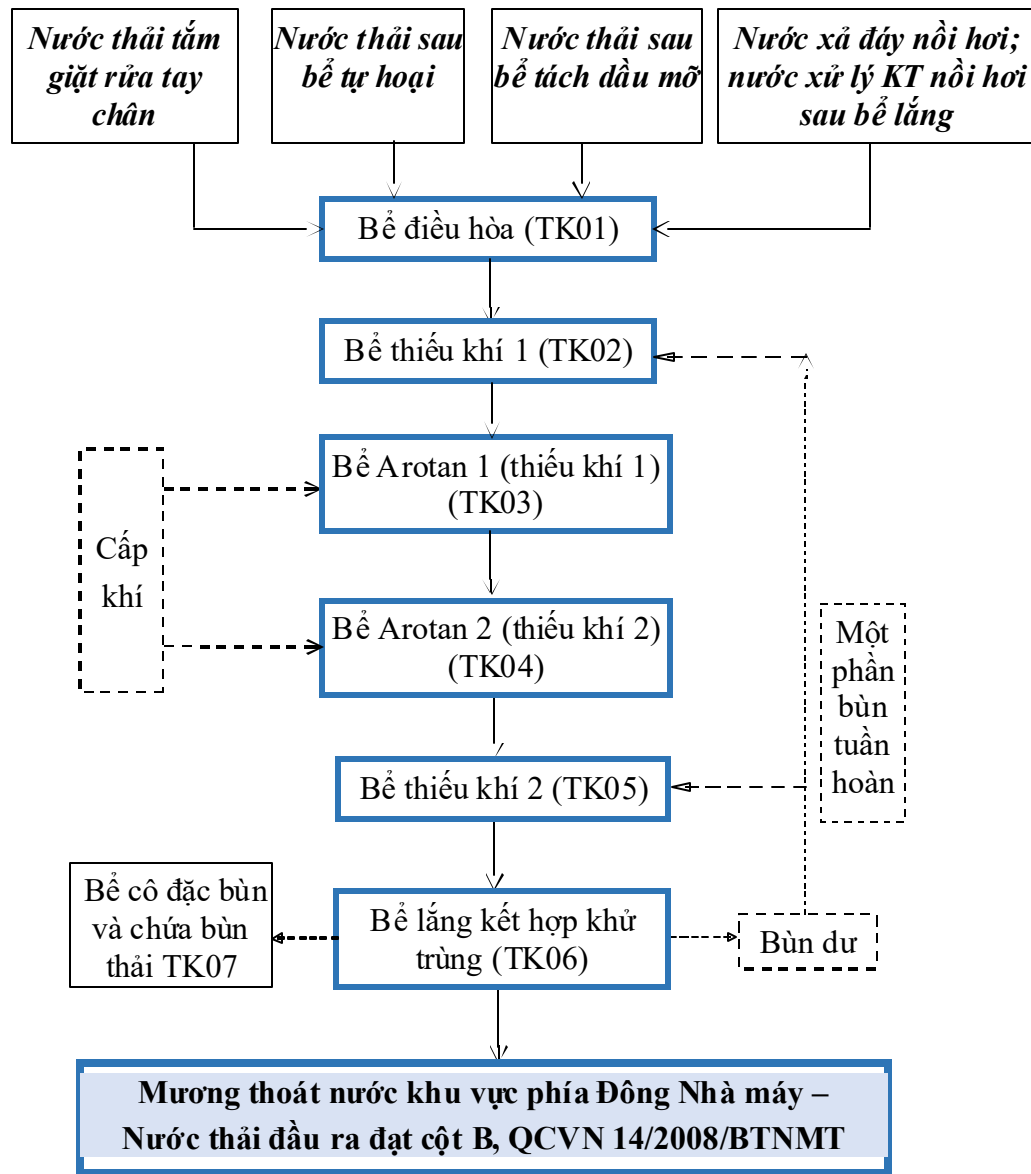 Nước thải tắm
giặt rửa tay
chân
Nước thải sau
bể tự hoại
Nước thải sau
bể tách dầu mỡ
Nước xả đáy nồi hơi;
nước xử lý KT nồi hơi
sau bể lắng
Bể điều hòa (TK01)
Bể thiếu khí 1 (TK02)
Bể Arotan 1 (thiếu khí 1)
(TK03)
Cấp
khí
Bể Arotan 2 (thiếu khí 2)
(TK04)
Một
phần
bùn
tuần
hoàn
Bể thiếu khí 2 (TK05)
Bể cô đặc bùn
và chứa bùn
thải TK07
Bể lắng kết hợp khử
trùng (TK06)
Bùn dư
Mương thoát nước khu vực phía Đông Nhà máy –
Nước thải đầu ra đạt cột B, QCVN 14/2008/BTNMT